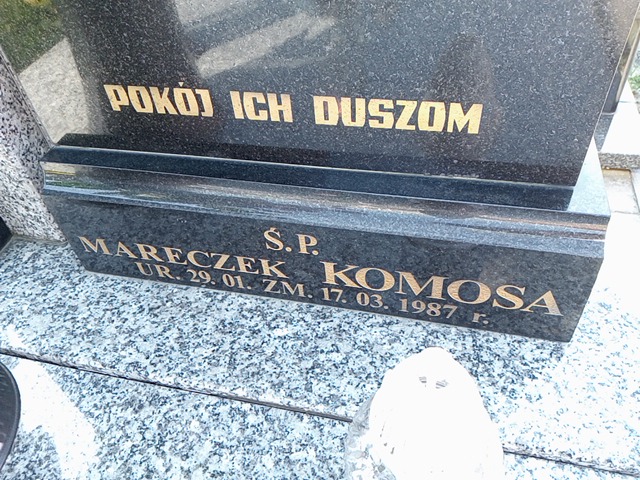 POKÓJ ICH DUSZOM
Ś.P.
MARECZEK KOMOSA
UR. 29. 01. ZM. 17. 03. 1987 r.